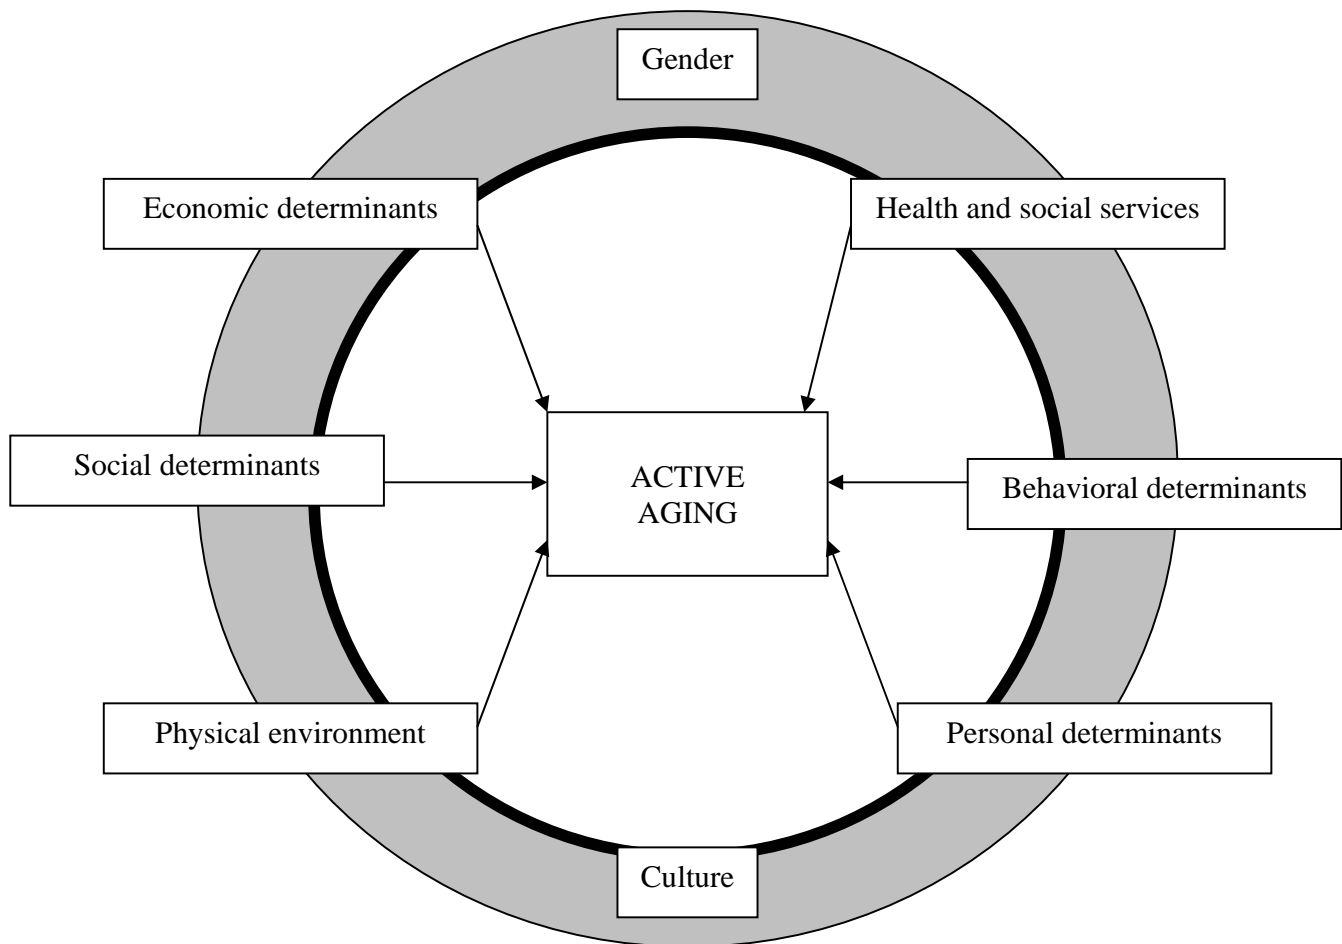 Gender
Economic determinants
Health and social services
Social determinants
ACTIVE
AGING
Behavioral determinants
Physical environment
Personal determinants
Culture